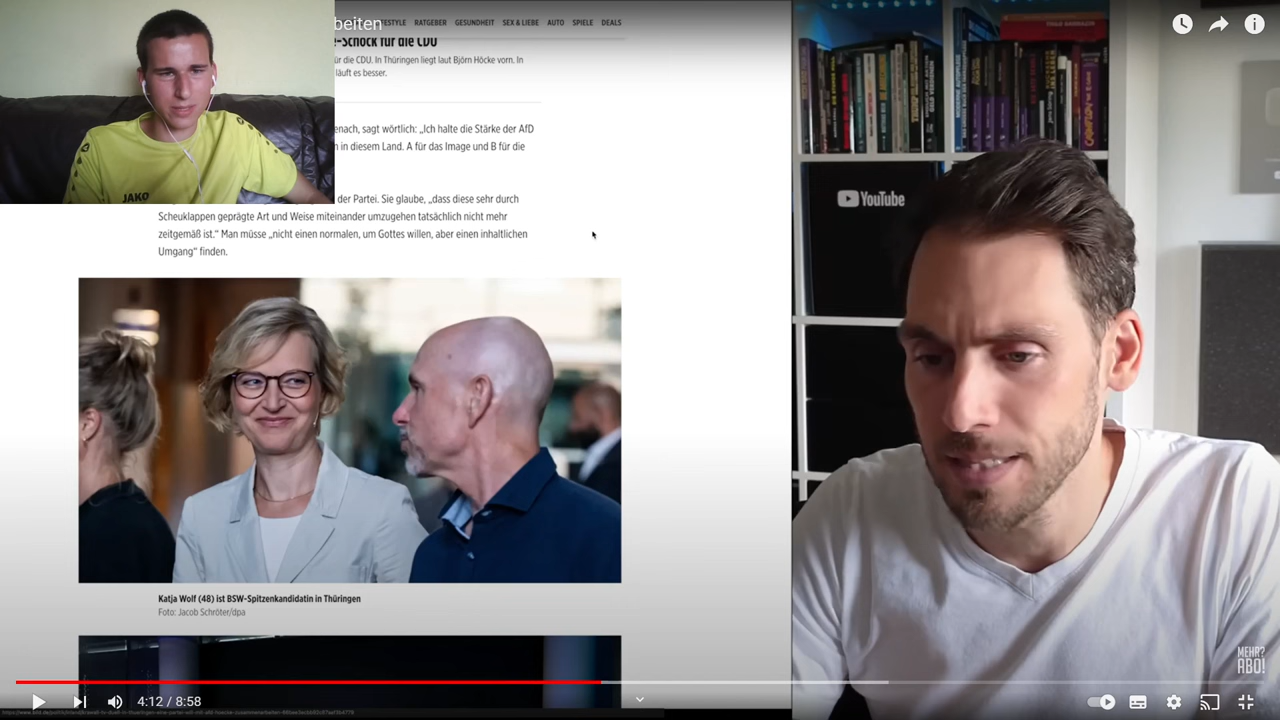 beiten
ESTYLE RATGEBER GESUNDHEIT SEX & LIEBE AUTO SPIELE DEALS
-Schock für die CDU
ür die CDU. In Thüringen liegt laut Björn Höcke vorn. In
läuft es besser.
enach, sagt wörtlich: „Ich halte die Stärke der AfD
n in diesem Land. A für das Image und B für die
der Partei. Sie glaube, „dass diese sehr durch
Scheuklappen geprägte Art und Weise miteinander umzugehen tatsächlich nicht mehr
zeitgemäß ist.“ Man müsse „nicht einen normalen, um Gottes willen, aber einen inhaltlichen
Umgang“ finden.
JAKO
YouTube
Katja Wolf (48) ist BSW-Spitzenkandidatin in Thüringen
Foto: Jacob Schröter/dpa
MEHR?
ABO!
4:12 / 8:58